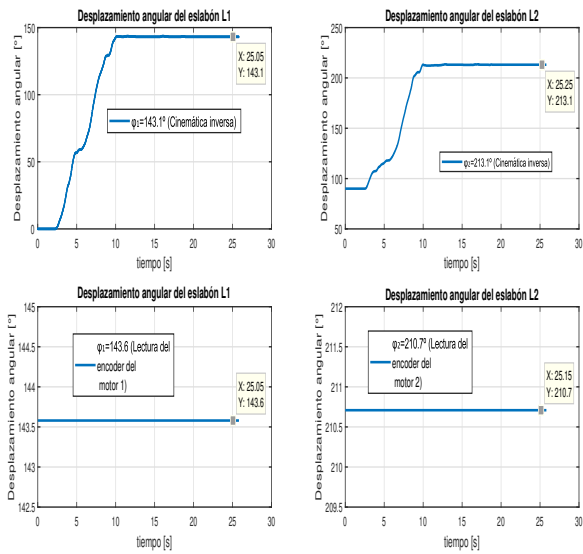 Desplazamiento angular del eslabón L1
Desplazamiento angular [°]
150
100
50
0
X: 25.05
Y: 143.1
φ₁=143.1º (Cinemática inversa)
0 5 10 15 20 25 30
tiempo [s]
Desplazamiento angular del eslabón L2
Desplazamiento angular [°]
250
200
150
100
50
X: 25.25
Y: 213.1
φ₂=213.1º (Cinemática inversa)
0 5 10 15 20 25 30
tiempo [s]
Desplazamiento angular del eslabón L1
Desplazamiento angular [°]
145
144.5
144
143.5
143
142.5
φ₁=143.6 (Lectura del
encoder del
motor 1)
X: 25.05
Y: 143.6
0 5 10 15 20 25 30
tiempo [s]
Desplazamiento angular del eslabón L2
Desplazamiento angular [°]
212
211.5
211
210.5
210
209.5
φ₂=210.7º (Lectura del
encoder del
motor 2)
X: 25.15
Y: 210.7
0 5 10 15 20 25 30
tiempo [s]